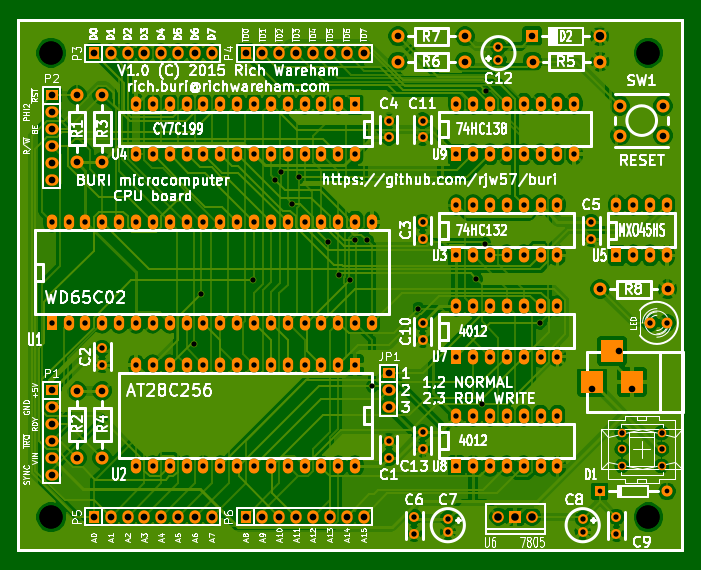 P3 D0 D1 D2 D3 D4 D5 D6 D7
P4 IO0 IO1 IO2 IO3 IO4 IO5 IO6 IO7
R7
D2
R6
R5
C12
V1.0 (C) 2015 Rich Wareham
rich.buri@richwareham.com
SW1
P2
RST
PHI2
BE
R/W
R1
R3
C4
C11
CY7C199
74HC138
U4
U9
RESET
BURI microcomputer
CPU board
https://github.com/rjw57/buri
C5
C3
74HC132
MXO45HS
U3
U5
WD65C02
R8
LED
U1
C10
4012
U7
C2
JP1
P1
1
2
3
1,2 NORMAL
2,3 ROM WRITE
AT28C256
+5V
GND
RDY
IRQ
VIN
SYNC
R2
R4
4012
U2
C1
C13
U8
D1
C6
C7
C8
C9
U6
7805
P5
P6
A0 A1 A2 A3 A4 A5 A6 A7
A8 A9 A10 A11 A12 A13 A14 A15